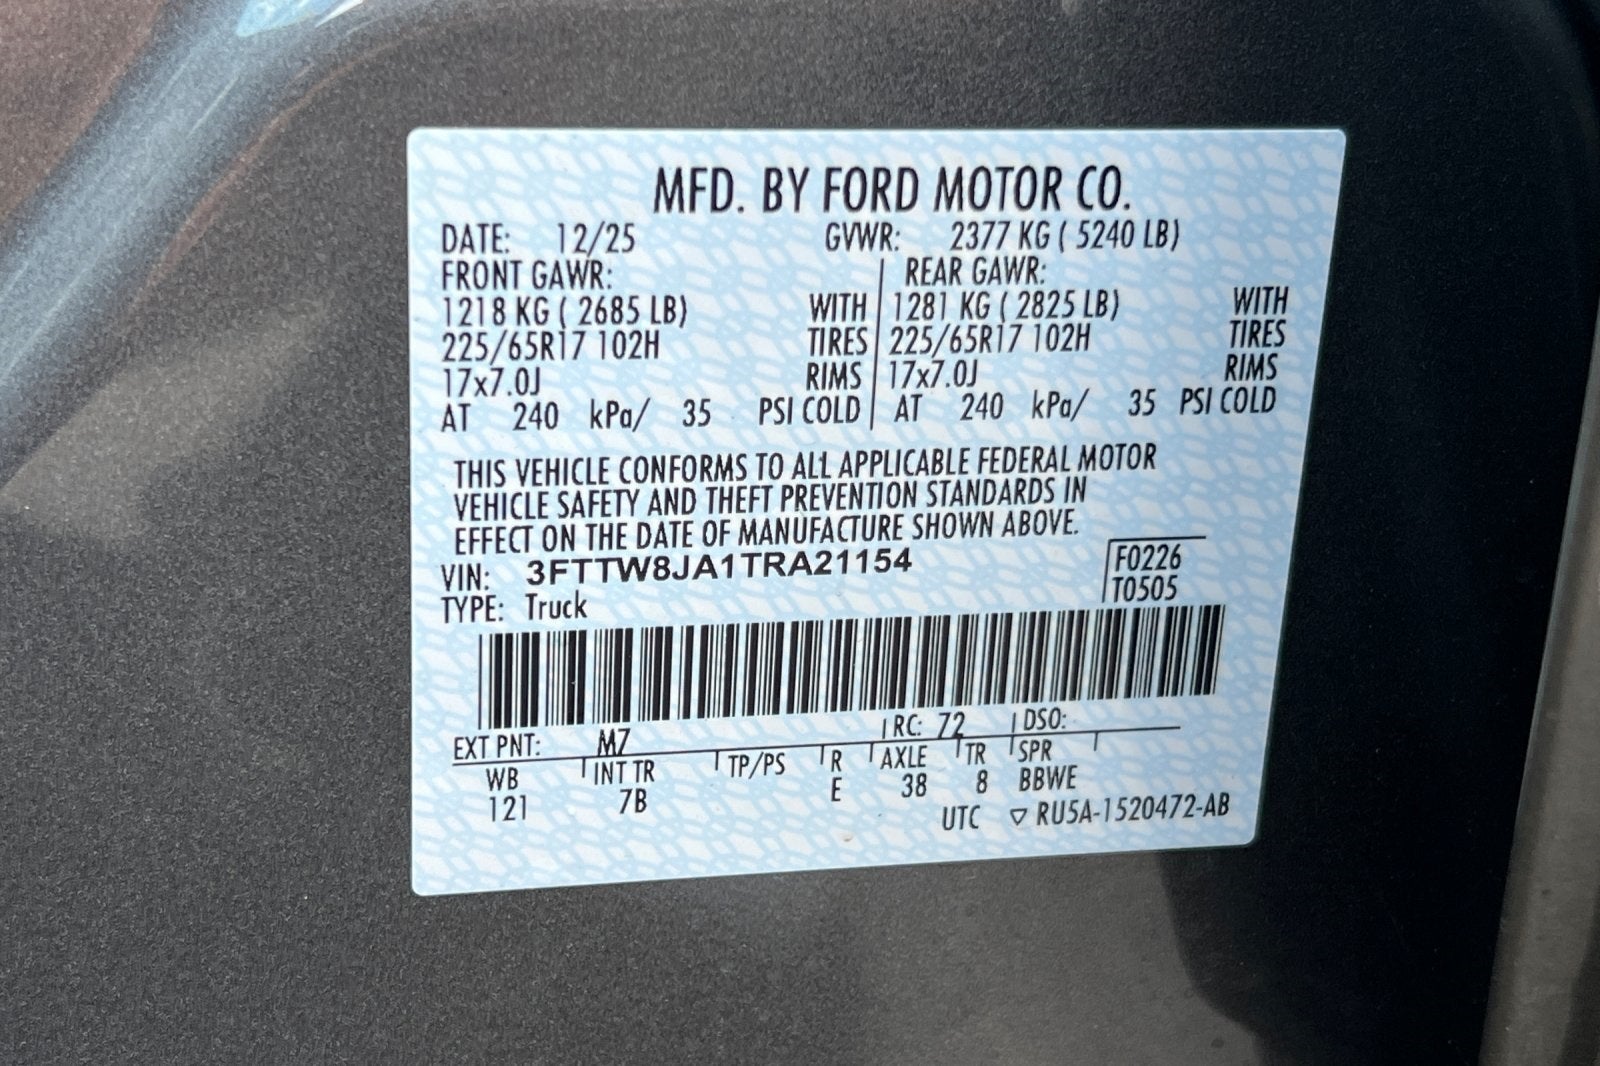 MFD. BY FORD MOTOR CO.
DATE: 12/25 GVWR: 2377 KG ( 5240 LB)
FRONT GAWR: REAR GAWR:
1218 KG ( 2685 LB) WITH 1281 KG ( 2825 LB) WITH
225/65R17 102H TIRES 225/65R17 102H TIRES
17x7.0J RIMS 17x7.0J RIMS
AT 240 kPa/ 35 PSI COLD AT 240 kPa/ 35 PSI COLD
THIS VEHICLE CONFORMS TO ALL APPLICABLE FEDERAL MOTOR
VEHICLE SAFETY AND THEFT PREVENTION STANDARDS IN
EFFECT ON THE DATE OF MANUFACTURE SHOWN ABOVE.
VIN: 3FTTW8JA1TRA21154 F0226
TYPE: Truck T0505
EXT PNT: M7 RC: 72 DSO:
WB INT TR TP/PS R AXLE TR SPR
121 7B E 38 8 BBWE
UTC ▽ RU5A-1520472-AB